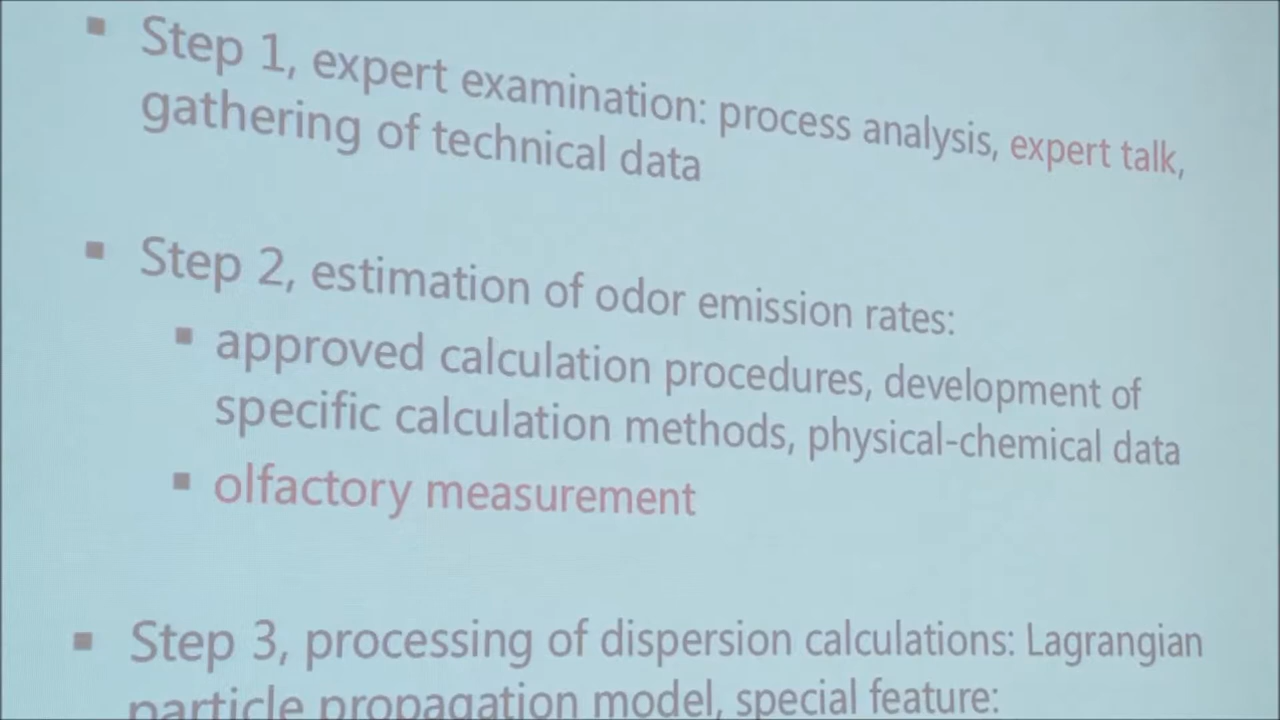 ▪ Step 1, expert examination: process analysis, expert talk,
gathering of technical data
▪ Step 2, estimation of odor emission rates:
▪ approved calculation procedures, development of
specific calculation methods, physical-chemical data
▪ olfactory measurement
▪ Step 3, processing of dispersion calculations: Lagrangian
particle propagation model, special feature: